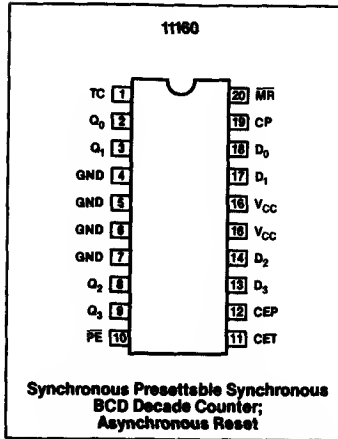 11160
TC 1 20 MR
Q0 2 19 CP
Q1 3 18 D0
GND 4 17 D1
GND 5 16 VCC
GND 6 16 VCC
GND 7 14 D2
Q2 8 13 D3
Q3 9 12 CEP
PE 10 11 CET
Synchronous Presettsble Synchronous
BCD Decade Counter;
Asynchronous Reset